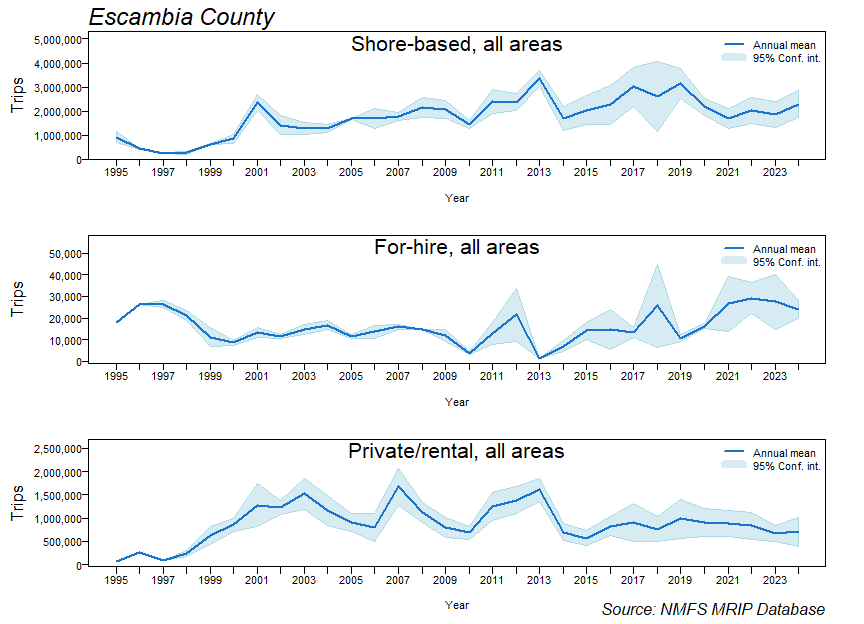 Escambia County
Shore-based, all areas
Annual mean
95% Conf. int.
Trips
5,000,000
4,000,000
3,000,000
2,000,000
1,000,000
0
1995 1997 1999 2001 2003 2005 2007 2009 2011 2013 2015 2017 2019 2021 2023
Year
For-hire, all areas
Annual mean
95% Conf. int.
Trips
50,000
40,000
30,000
20,000
10,000
0
1995 1997 1999 2001 2003 2005 2007 2009 2011 2013 2015 2017 2019 2021 2023
Year
Private/rental, all areas
Annual mean
95% Conf. int.
Trips
2,500,000
2,000,000
1,500,000
1,000,000
500,000
0
1995 1997 1999 2001 2003 2005 2007 2009 2011 2013 2015 2017 2019 2021 2023
Year
Source: NMFS MRIP Database